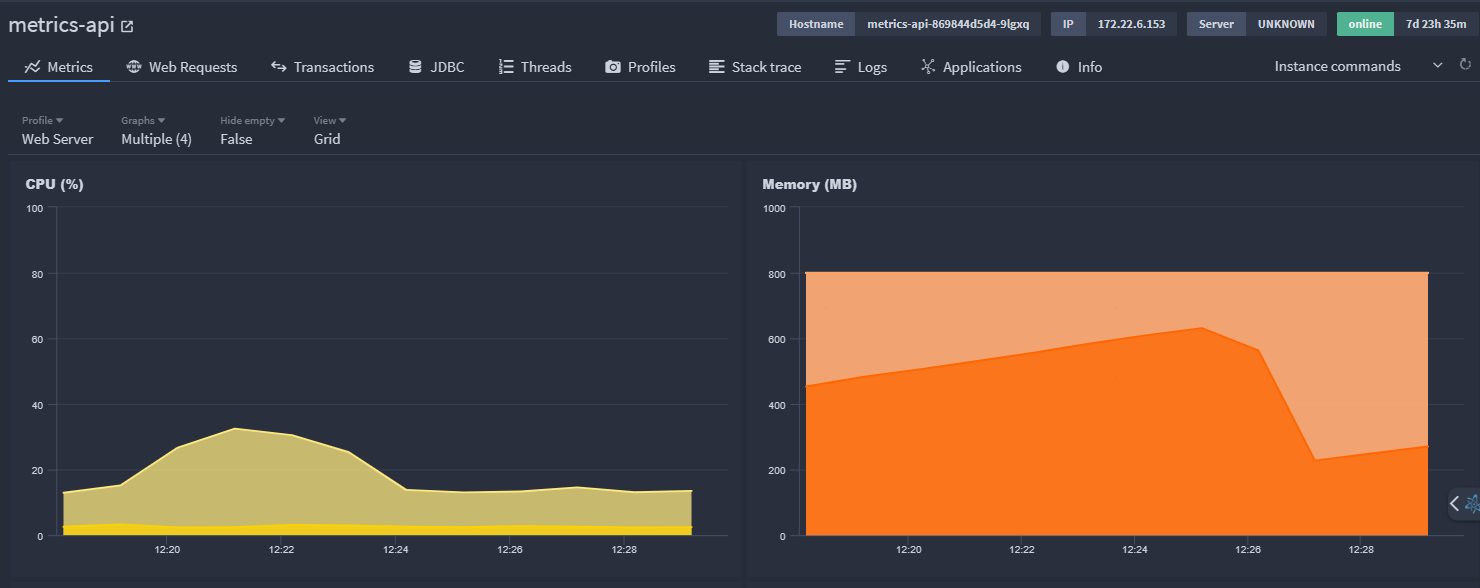 metrics-api Hostname metrics-api-869844d5d4-9lgxq IP 172.22.6.153 Server UNKNOWN online 7d 23h 35m
Metrics Web Requests Transactions JDBC Threads Profiles Stack trace Logs Applications Info Instance commands
Profile Graphs Hide empty View
Web Server Multiple (4) False Grid
CPU (%) Memory (MB)
100 1000
80 800
60 600
40 400
20 200
0 0
12:20 12:22 12:24 12:26 12:28 12:20 12:22 12:24 12:26 12:28